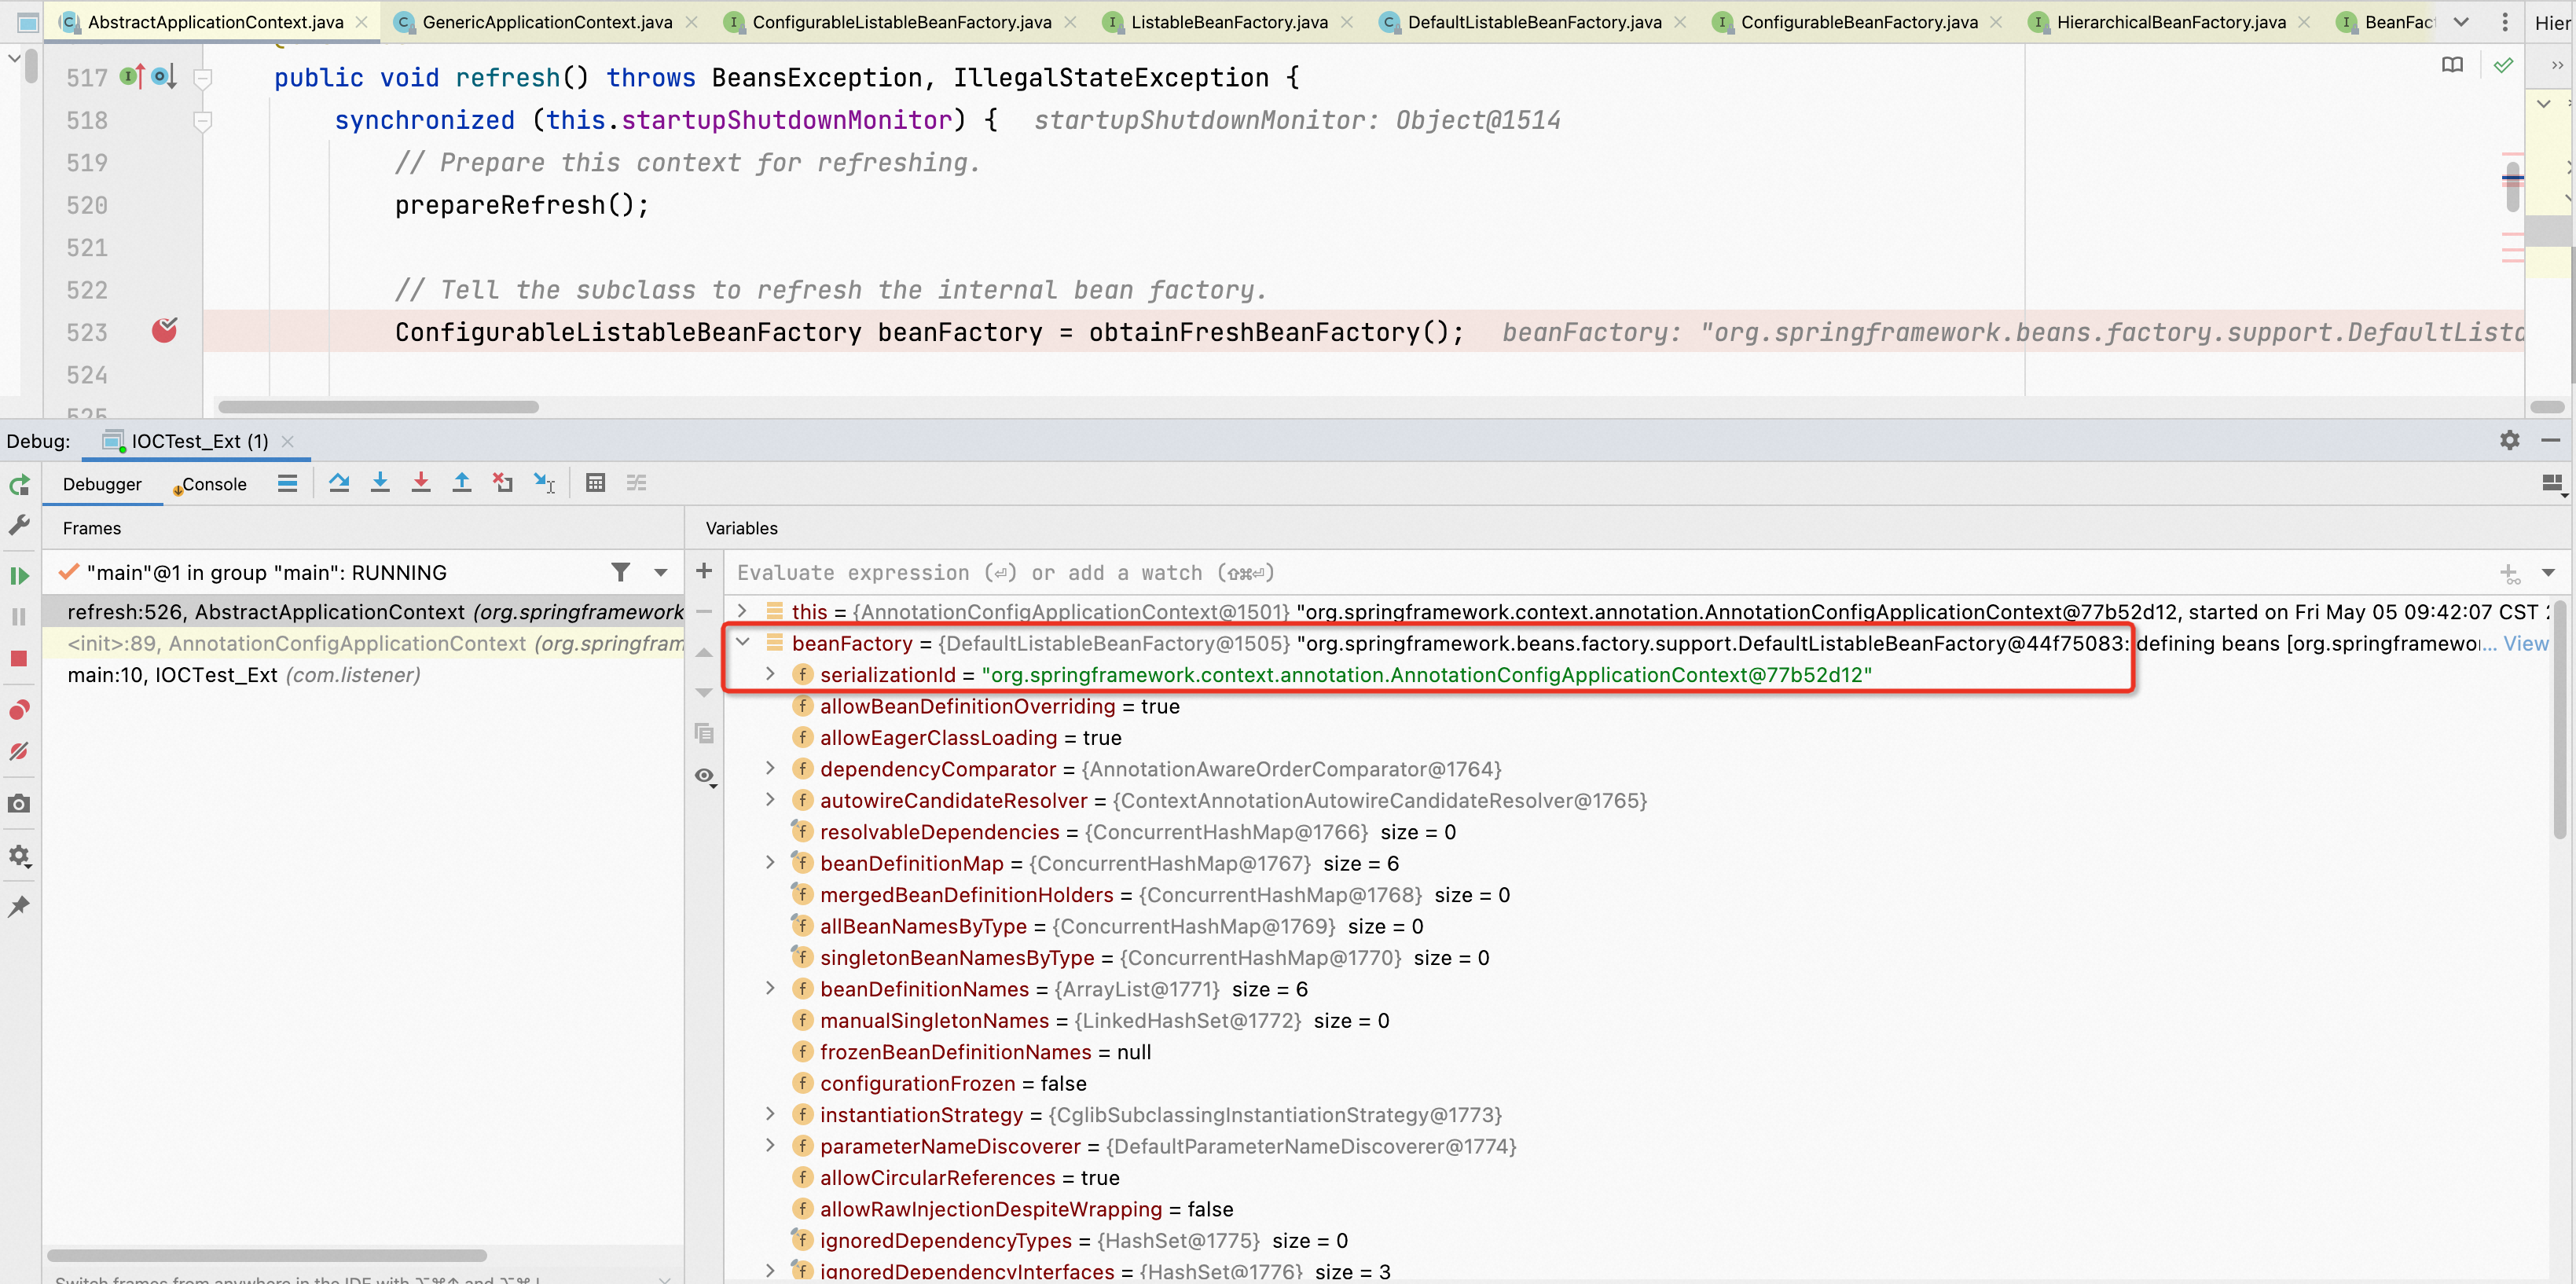 AbstractApplicationContext.java GenericApplicationContext.java ConfigurableListableBeanFactory.java ListableBeanFactory.java DefaultListableBeanFactory.java ConfigurableBeanFactory.java HierarchicalBeanFactory.java BeanFac Hier
517 public void refresh() throws BeansException, IllegalStateException {
518 synchronized (this.startupShutdownMonitor) { startupShutdownMonitor: Object@1514
519 // Prepare this context for refreshing.
520 prepareRefresh();
521
522 // Tell the subclass to refresh the internal bean factory.
523 ConfigurableListableBeanFactory beanFactory = obtainFreshBeanFactory(); beanFactory: "org.springframework.beans.factory.support.DefaultLista
524
525
Debug: IOCTest_Ext (1)
Debugger Console
Frames
Variables
"main"@1 in group "main": RUNNING
Evaluate expression (⏎) or add a watch (⇧⌘⏎)
refresh:526, AbstractApplicationContext (org.springframework
<init>:89, AnnotationConfigApplicationContext (org.springfram
main:10, IOCTest_Ext (com.listener)
this = {AnnotationConfigApplicationContext@1501} "org.springframework.context.annotation.AnnotationConfigApplicationContext@77b52d12, started on Fri May 05 09:42:07 CST 2
beanFactory = {DefaultListableBeanFactory@1505} "org.springframework.beans.factory.support.DefaultListableBeanFactory@44f75083: defining beans [org.springframewo... View
serializationId = "org.springframework.context.annotation.AnnotationConfigApplicationContext@77b52d12"
allowBeanDefinitionOverriding = true
allowEagerClassLoading = true
dependencyComparator = {AnnotationAwareOrderComparator@1764}
autowireCandidateResolver = {ContextAnnotationAutowireCandidateResolver@1765}
resolvableDependencies = {ConcurrentHashMap@1766} size = 0
beanDefinitionMap = {ConcurrentHashMap@1767} size = 6
mergedBeanDefinitionHolders = {ConcurrentHashMap@1768} size = 0
allBeanNamesByType = {ConcurrentHashMap@1769} size = 0
singletonBeanNamesByType = {ConcurrentHashMap@1770} size = 0
beanDefinitionNames = {ArrayList@1771} size = 6
manualSingletonNames = {LinkedHashSet@1772} size = 0
frozenBeanDefinitionNames = null
configurationFrozen = false
instantiationStrategy = {CglibSubclassingInstantiationStrategy@1773}
parameterNameDiscoverer = {DefaultParameterNameDiscoverer@1774}
allowCircularReferences = true
allowRawInjectionDespiteWrapping = false
ignoredDependencyTypes = {HashSet@1775} size = 0
ignoredDependencyInterfaces = {HashSet@1776} size = 3
Switch frames from anywhere in the IDE with ⌥⌘↑ and ⌥⌘↓